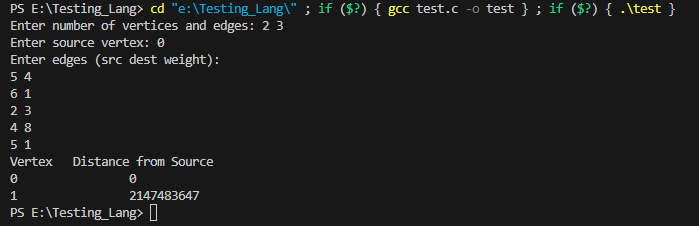 PS E:\Testing_Lang> cd "e:\Testing_Lang\" ; if ($?) { gcc test.c -o test } ; if ($?) { .\test }
Enter number of vertices and edges: 2 3
Enter source vertex: 0
Enter edges (src dest weight):
5 4
6 1
2 3
4 8
5 1
Vertex   Distance from Source
0                0
1                2147483647
PS E:\Testing_Lang>